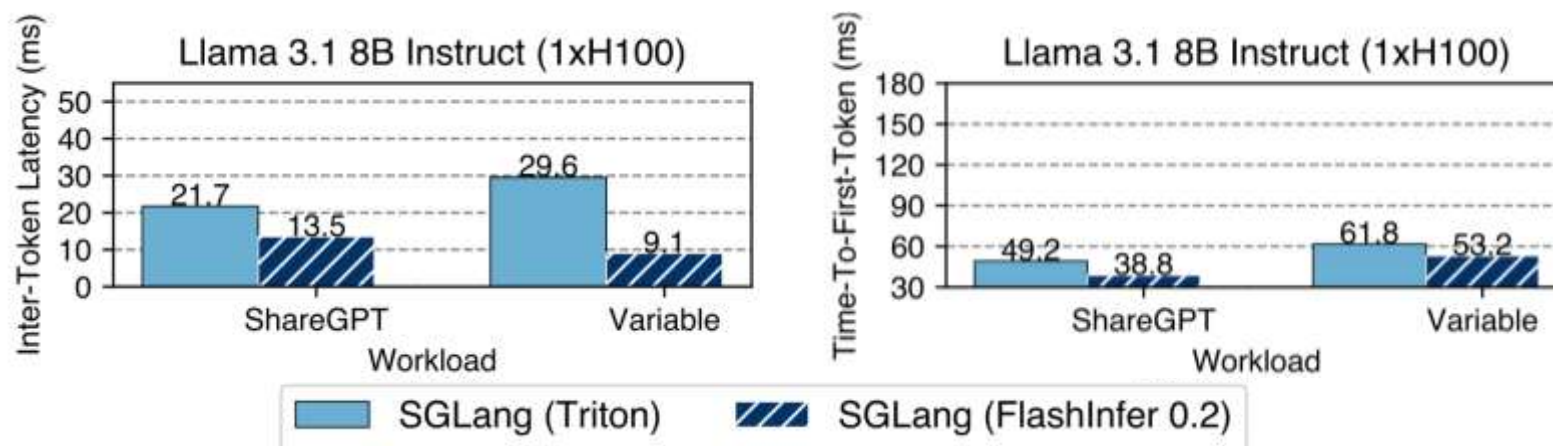 Llama 3.1 8B Instruct (1xH100)
Inter-Token Latency (ms)
50
40
30
20
10
0
21.7
13.5
29.6
9.1
ShareGPT
Variable
Workload
Llama 3.1 8B Instruct (1xH100)
Time-To-First-Token (ms)
180
150
120
90
60
30
49.2
38.8
61.8
53.2
ShareGPT
Variable
Workload
SGLang (Triton)
SGLang (FlashInfer 0.2)